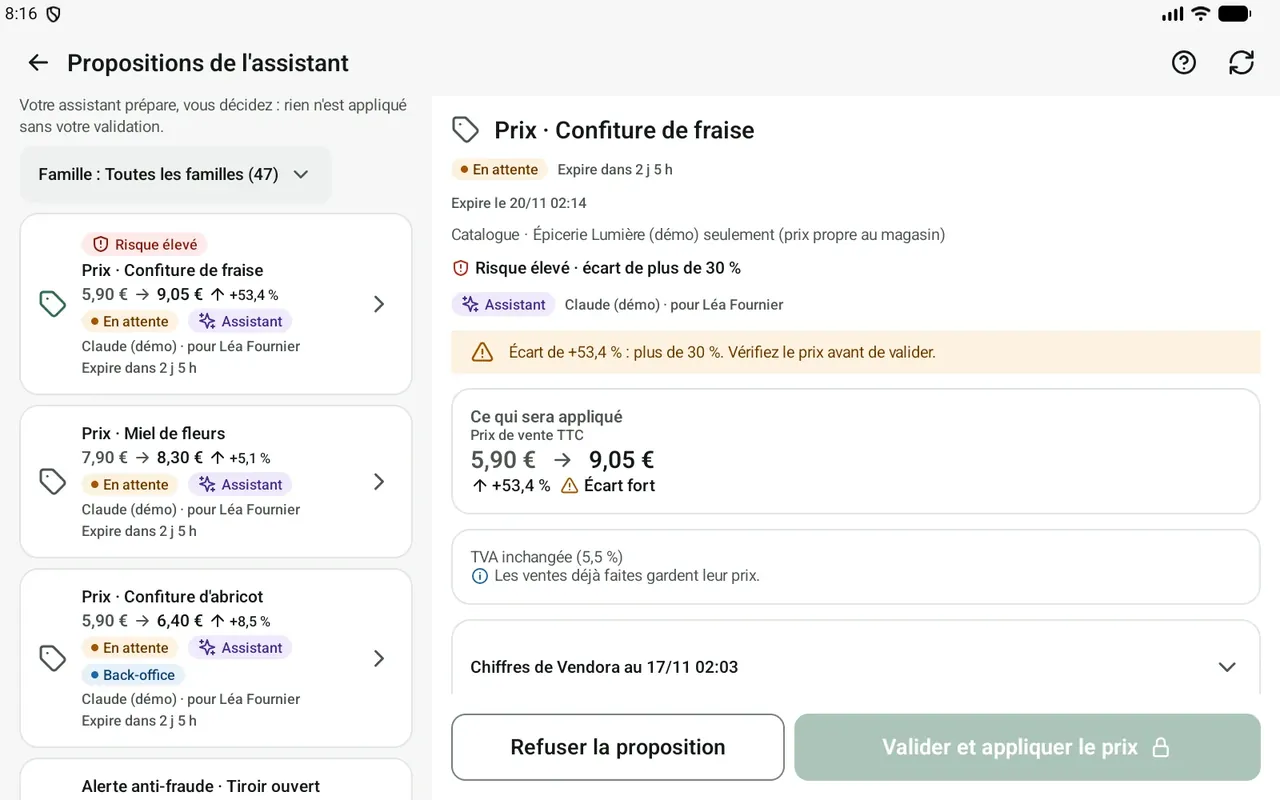 8:16
Propositions de l'assistant
Votre assistant prépare, vous décidez : rien n'est appliqué
sans votre validation.
Famille : Toutes les familles (47)
Risque élevé
Prix · Confiture de fraise
5,90 € → 9,05 € ↑ +53,4 %
En attente Assistant
Claude (démo) · pour Léa Fournier
Expire dans 2 j 5 h
Prix · Miel de fleurs
7,90 € → 8,30 € ↑ +5,1 %
En attente Assistant
Claude (démo) · pour Léa Fournier
Expire dans 2 j 5 h
Prix · Confiture d'abricot
5,90 € → 6,40 € ↑ +8,5 %
En attente Assistant
Back-office
Claude (démo) · pour Léa Fournier
Expire dans 2 j 5 h
Alerte anti-fraude · Tiroir ouvert
Prix · Confiture de fraise
En attente Expire dans 2 j 5 h
Expire le 20/11 02:14
Catalogue · Épicerie Lumière (démo) seulement (prix propre au magasin)
Risque élevé · écart de plus de 30 %
Assistant Claude (démo) · pour Léa Fournier
Écart de +53,4 % : plus de 30 %. Vérifiez le prix avant de valider.
Ce qui sera appliqué
Prix de vente TTC
5,90 € → 9,05 €
↑ +53,4 % Écart fort
TVA inchangée (5,5 %)
Les ventes déjà faites gardent leur prix.
Chiffres de Vendora au 17/11 02:03
Refuser la proposition
Valider et appliquer le prix